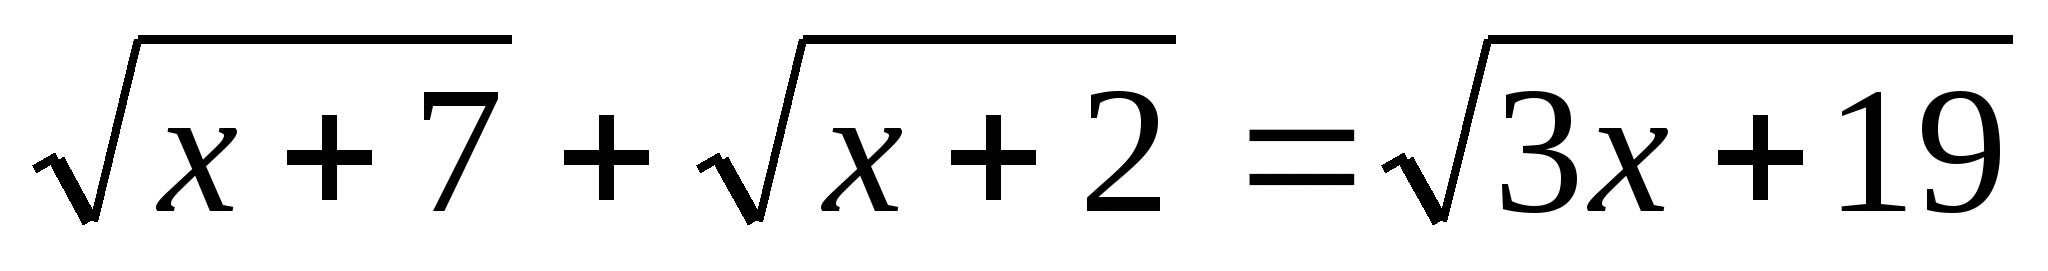 √x + 7 + √x + 2 = √3x + 19